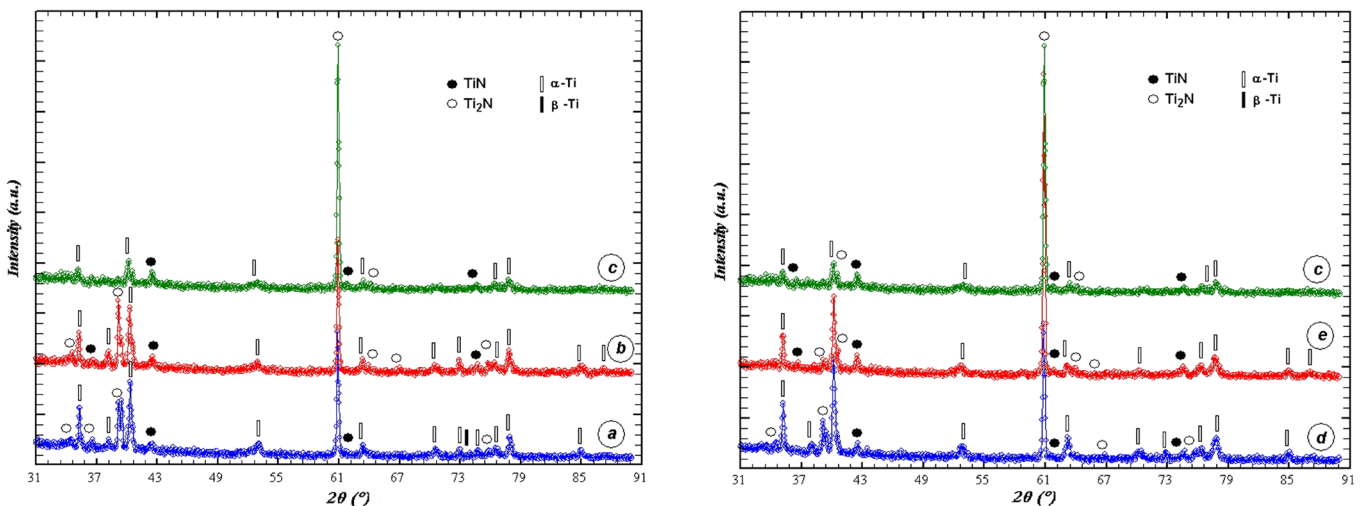 TiN
α-Ti
Ti2N
β-Ti
c
b
a
Intensity (a.u.)
31 37 43 49 55 61 67 73 79 85 91
2θ (°)
TiN
α-Ti
Ti2N
β-Ti
c
e
d
Intensity (a.u.)
31 37 43 49 55 61 67 73 79 85 91
2θ (°)